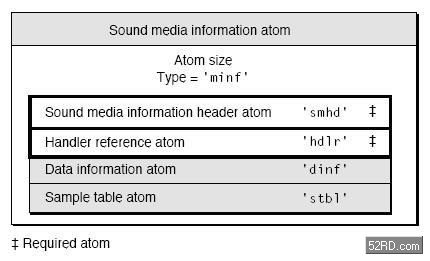 Sound media information atom
Atom size
Type = 'minf'
Sound media information header atom 'smhd' ‡
Handler reference atom 'hdlr' ‡
Data information atom 'dinf'
Sample table atom 'stbl'
‡ Required atom
52RD.com